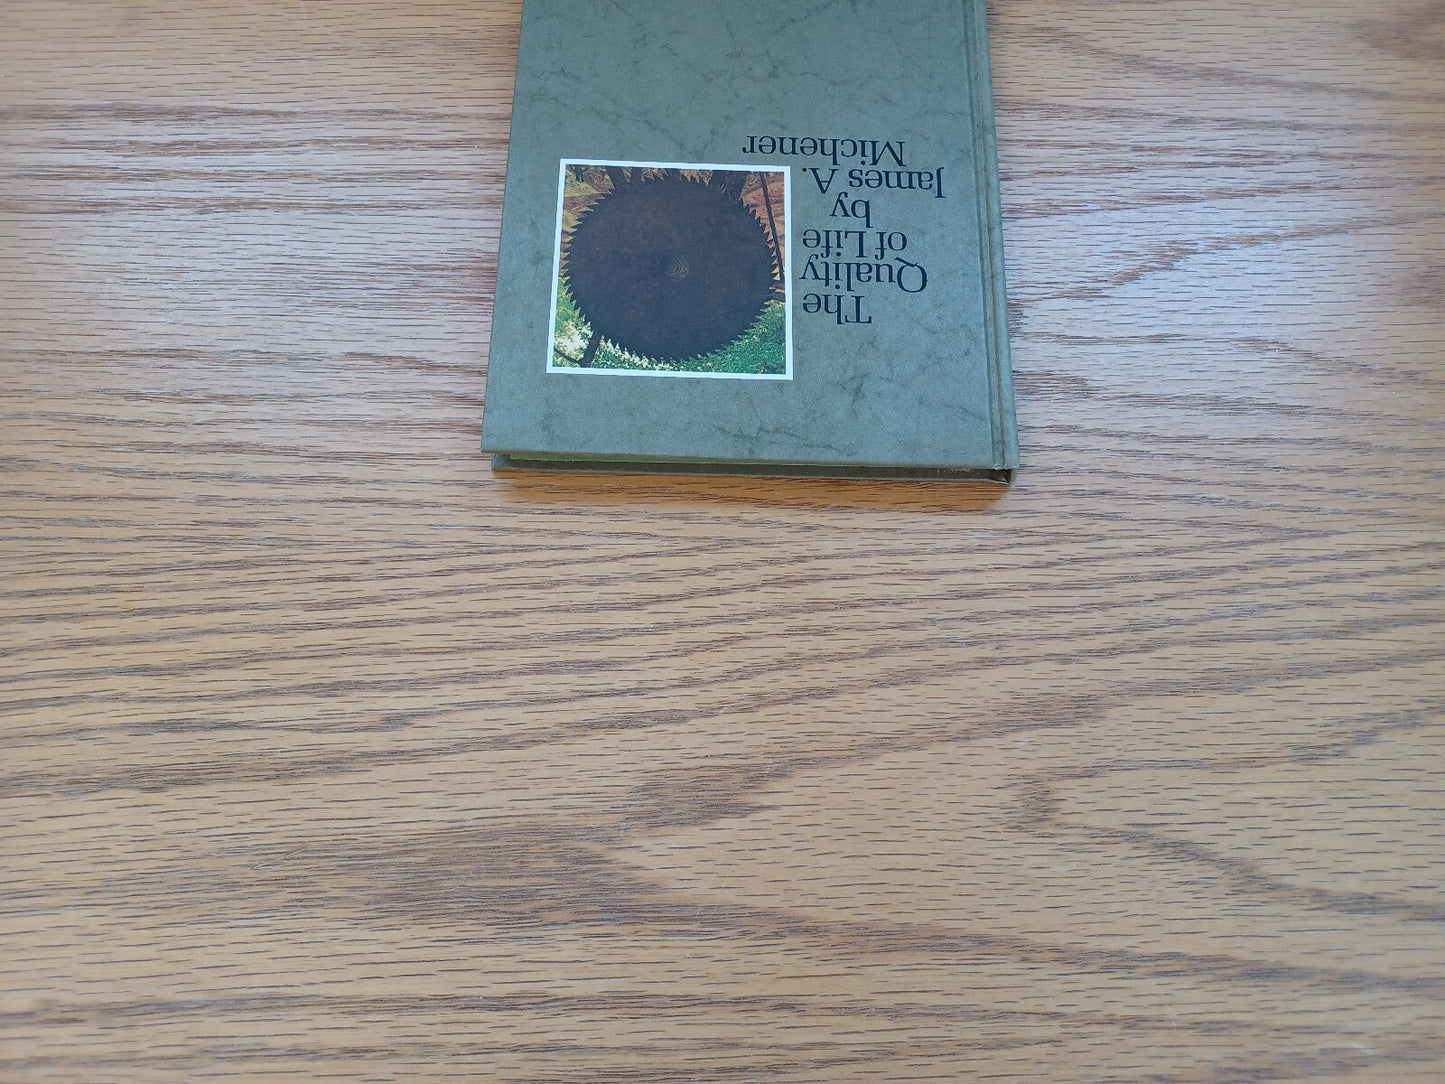 The
Quality
of Life
by
James A.
Michener